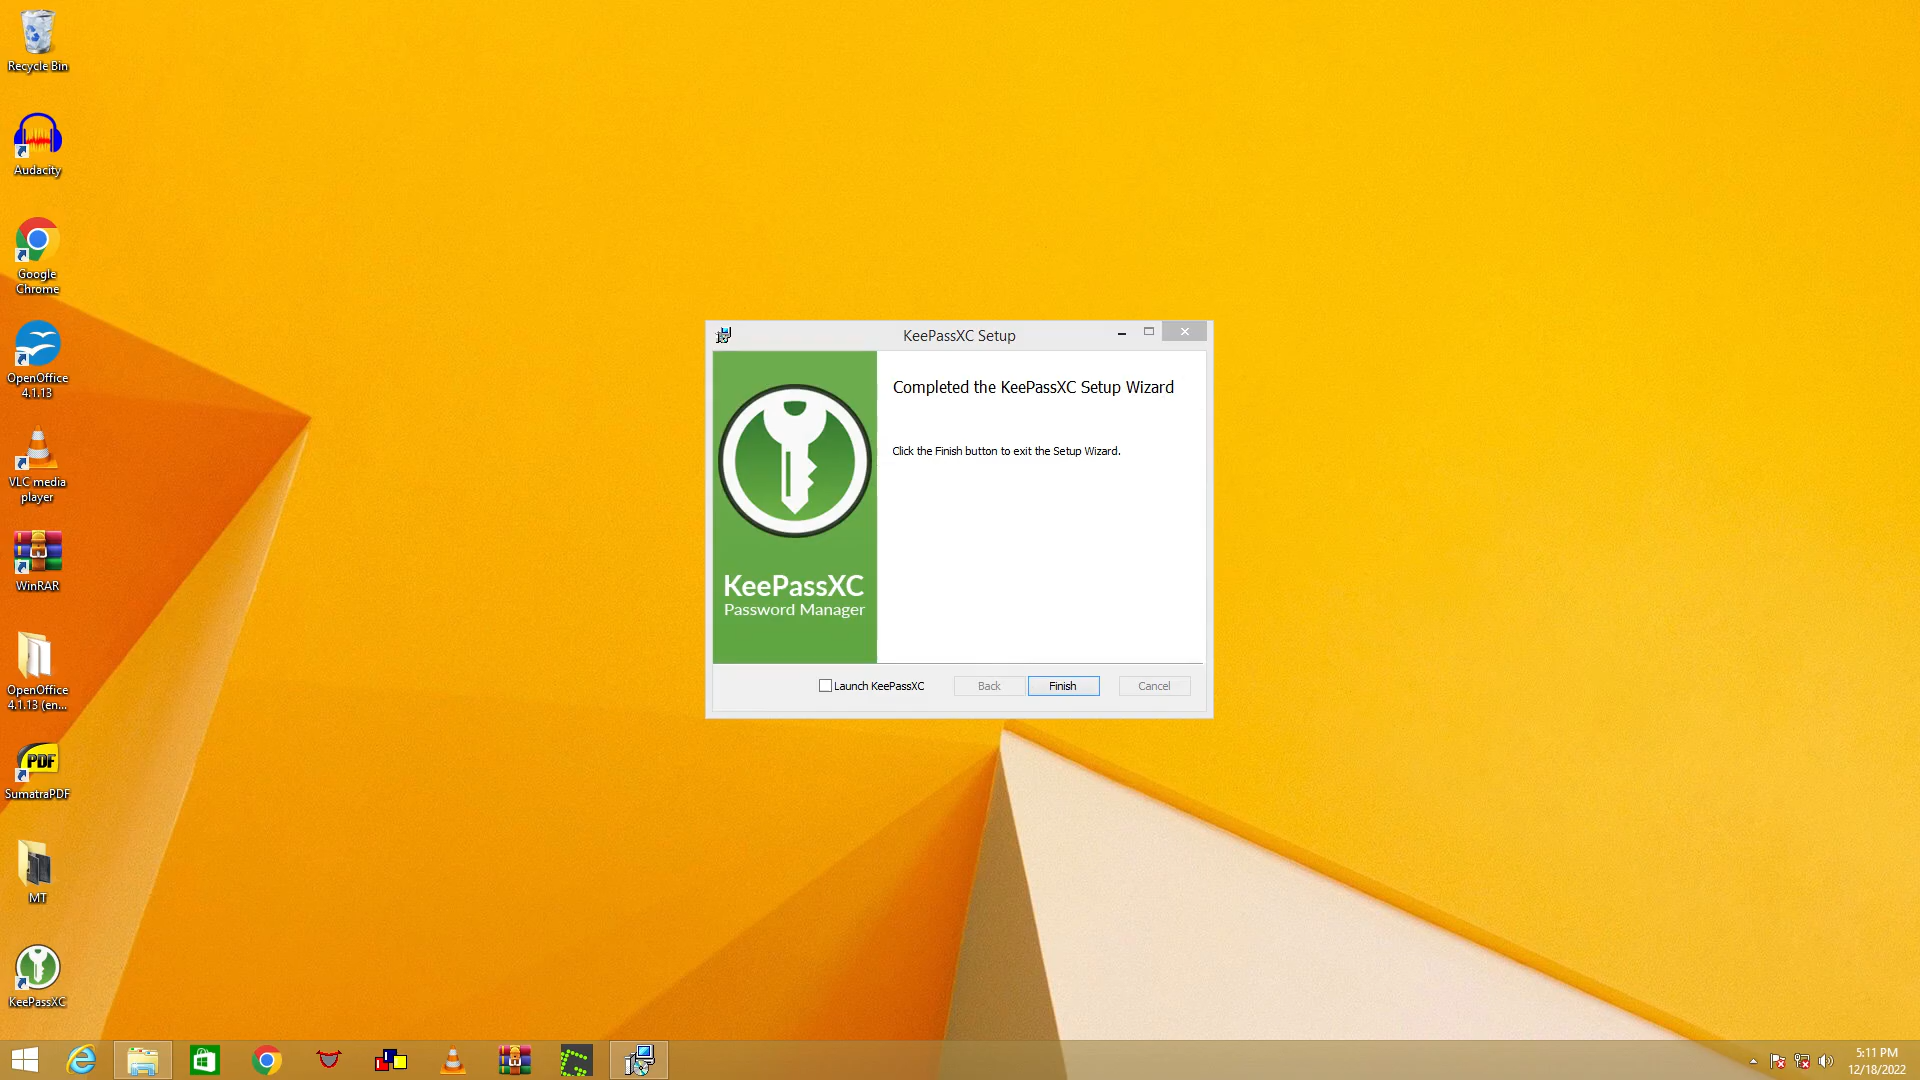 Recycle Bin
Audacity
Google
Chrome
OpenOffice
4.1.13
VLC media
player
WinRAR
OpenOffice
4.1.13 (en...
PDF
SumatraPDF
MT
KeePassXC
KeePassXC Setup
Completed the KeePassXC Setup Wizard
Click the Finish button to exit the Setup Wizard.
KeePassXC
Password Manager
Launch KeePassXC
Back
Finish
Cancel
5:11 PM
12/18/2022